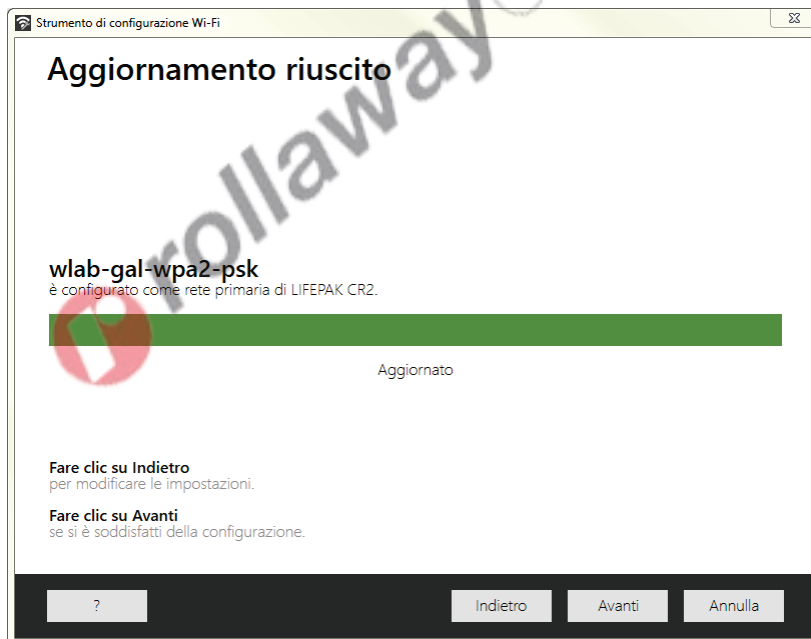 Strumento di configurazione Wi-Fi
Aggiornamento riuscito
rollaway
wlab-gal-wpa2-psk
è configurato come rete primaria di LIFEPAK CR2.
Aggiornato
Fare clic su Indietro
per modificare le impostazioni.
Fare clic su Avanti
se si è soddisfatti della configurazione.
?
Indietro
Avanti
Annulla